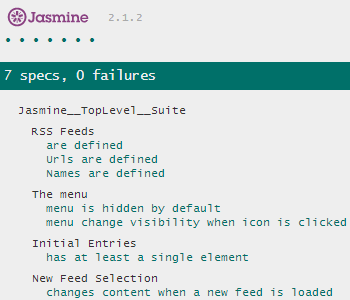 Jasmine 2.1.2
• • • • • • •
7 specs, 0 failures
Jasmine__TopLevel__Suite
RSS Feeds
are defined
Urls are defined
Names are defined
The menu
menu is hidden by default
menu change visibility when icon is clicked
Initial Entries
has at least a single element
New Feed Selection
changes content when a new feed is loaded